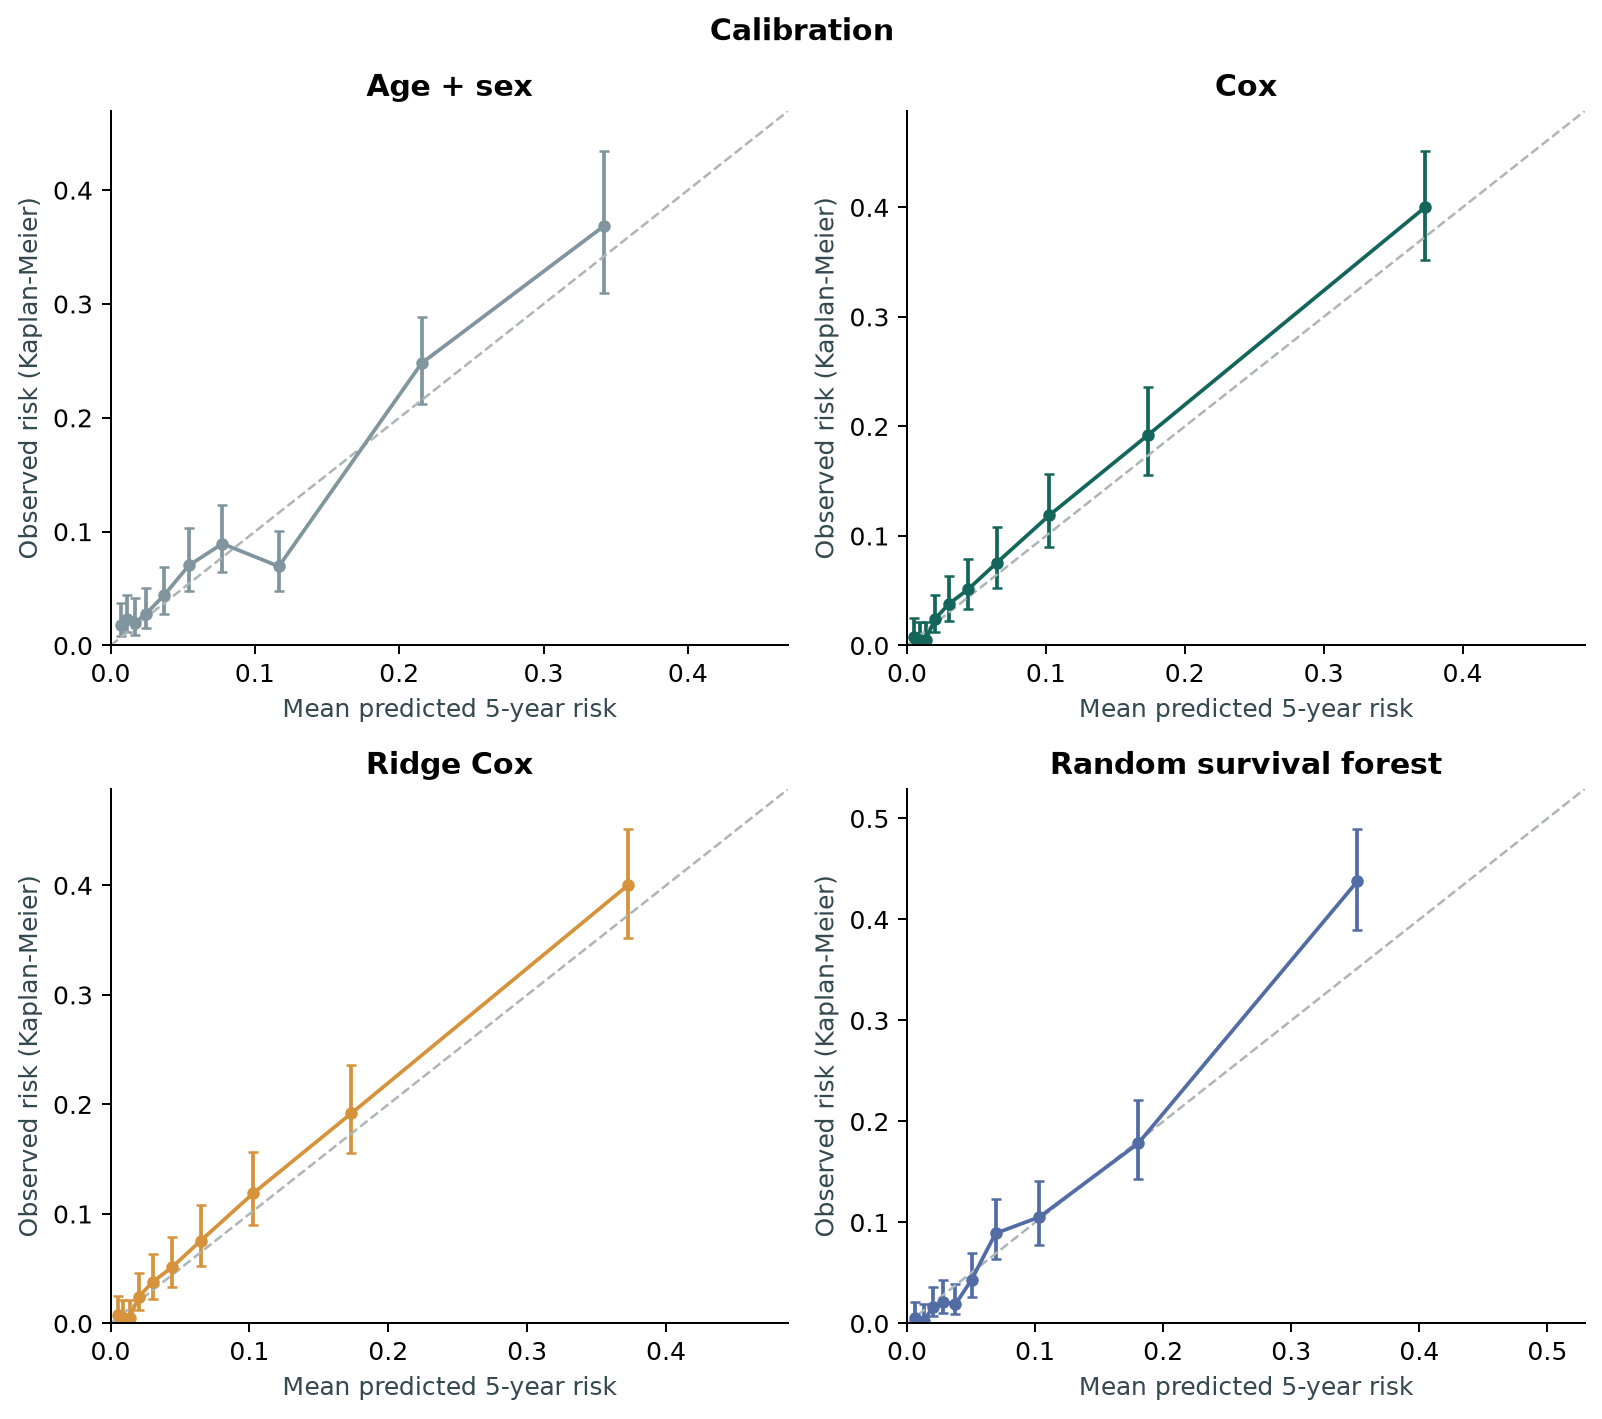 Calibration
Age + sex
Observed risk (Kaplan-Meier)
0.4
0.3
0.2
0.1
0.0
0.0 0.1 0.2 0.3 0.4
Mean predicted 5-year risk
Cox
Observed risk (Kaplan-Meier)
0.4
0.3
0.2
0.1
0.0
0.0 0.1 0.2 0.3 0.4
Mean predicted 5-year risk
Ridge Cox
Observed risk (Kaplan-Meier)
0.4
0.3
0.2
0.1
0.0
0.0 0.1 0.2 0.3 0.4
Mean predicted 5-year risk
Random survival forest
Observed risk (Kaplan-Meier)
0.5
0.4
0.3
0.2
0.1
0.0
0.0 0.1 0.2 0.3 0.4 0.5
Mean predicted 5-year risk